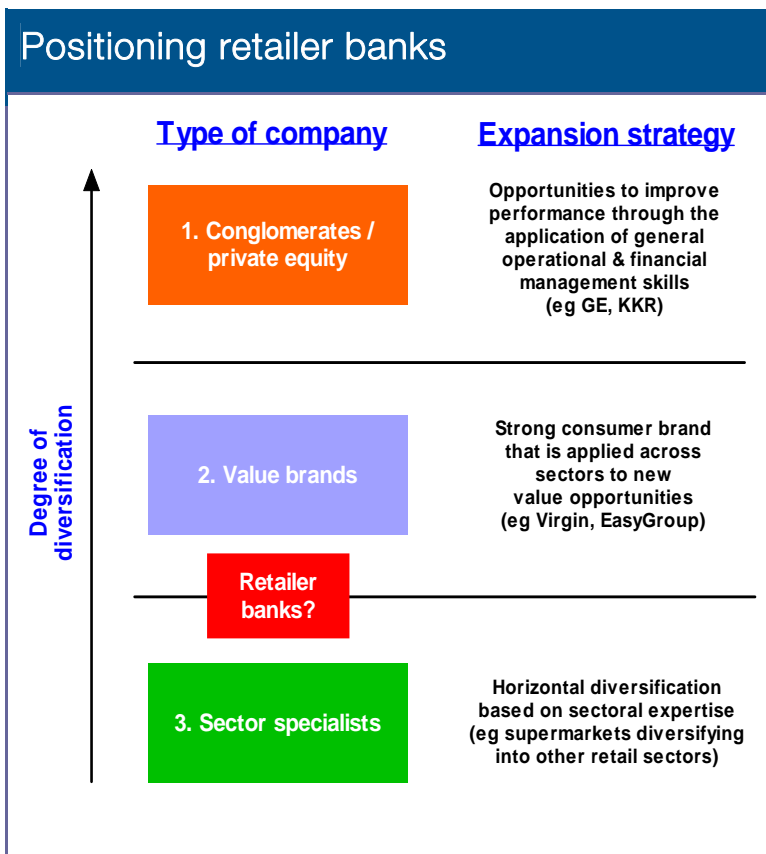 Positioning retailer banks
Type of company
Expansion strategy
Degree of
diversification
1. Conglomerates /
private equity
Opportunities to improve
performance through the
application of general
operational & financial
management skills
(eg GE, KKR)
2. Value brands
Strong consumer brand
that is applied across
sectors to new
value opportunities
(eg Virgin, EasyGroup)
Retailer
banks?
3. Sector specialists
Horizontal diversification
based on sectoral expertise
(eg supermarkets diversifying
into other retail sectors)